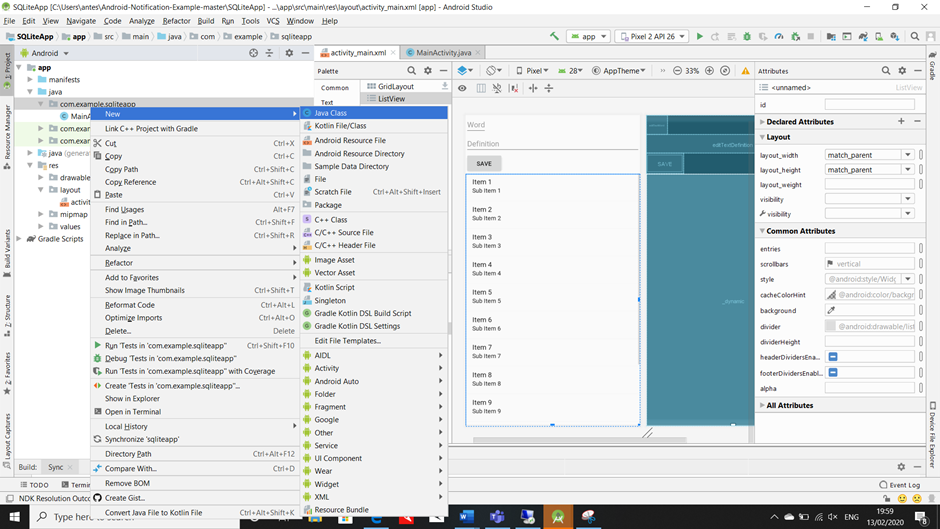 SQLiteApp [C:\Users\antes\Android-Notification-Example-master\SQLiteApp] - ...\app\src\main\res\layout\activity_main.xml [app] - Android Studio
File Edit View Navigate Code Analyze Refactor Build Run Tools VCS Window Help
SQLiteApp app src main java com example sqliteapp app Pixel 2 API 26
Android activity_main.xml MainActivity.java
app
manifests
java
com.example.sqliteapp
MainA
com.exam
com.exam
java (genera
res
drawable
layout
activit
mipmap
values
Gradle Scripts
1: Project
Resource Manager
Build Variants
Z: Structure
2: Favorites
Layout Captures
New
Link C++ Project with Gradle
Cut Ctrl+X
Copy Ctrl+C
Copy Path Ctrl+Shift+C
Copy Reference Ctrl+Alt+Shift+C
Paste Ctrl+V
Find Usages Alt+F7
Find in Path... Ctrl+Shift+F
Replace in Path... Ctrl+Shift+R
Analyze
Refactor
Add to Favorites
Show Image Thumbnails Ctrl+Shift+T
Reformat Code Ctrl+Alt+L
Optimize Imports Ctrl+Alt+O
Delete... Delete
Run 'Tests in 'com.example.sqliteapp'' Ctrl+Shift+F10
Debug 'Tests in 'com.example.sqliteapp''
Run 'Tests in 'com.example.sqliteapp'' with Coverage
Create 'Tests in 'com.example.sqliteapp''...
Show in Explorer
Open in Terminal
Local History
Synchronize 'sqliteapp'
Directory Path Ctrl+Alt+F12
Compare With... Ctrl+D
Remove BOM
Create Gist...
Convert Java File to Kotlin File Ctrl+Alt+Shift+K
Java Class
Kotlin File/Class
Android Resource File
Android Resource Directory
Sample Data Directory
File
Scratch File Ctrl+Alt+Shift+Insert
Package
C++ Class
C/C++ Source File
C/C++ Header File
Image Asset
Vector Asset
Kotlin Script
Singleton
Gradle Kotlin DSL Build Script
Gradle Kotlin DSL Settings
Edit File Templates...
AIDL
Activity
Android Auto
Folder
Fragment
Google
Other
Service
UI Component
Wear
Widget
XML
Resource Bundle
Palette
Common
Text
GridLayout
ListView
Pixel 28 AppTheme 33%
Word
Definition
SAVE
Item 1
Sub Item 1
Item 2
Sub Item 2
Item 3
Sub Item 3
Item 4
Sub Item 4
Item 5
Sub Item 5
Item 6
Sub Item 6
Item 7
Sub Item 7
Item 8
Sub Item 8
Item 9
Sub Item 9
editTextDefinition
SAVE
Attributes
<unnamed> ListView
id
Declared Attributes
Layout
layout_width match_parent
layout_height match_parent
layout_weight
visibility
visibility
Common Attributes
entries
scrollbars vertical
style @android:style/Widg
cacheColorHint @android:color/backgr
background
divider @android:drawable/list
dividerHeight
headerDividersEna...
footerDividersEnabl...
alpha
All Attributes
Gradle
Device File Explorer
Build: Sync
TODO Termin Event Log
NDK Resolution Outco
Type here to
19:59
13/02/2020